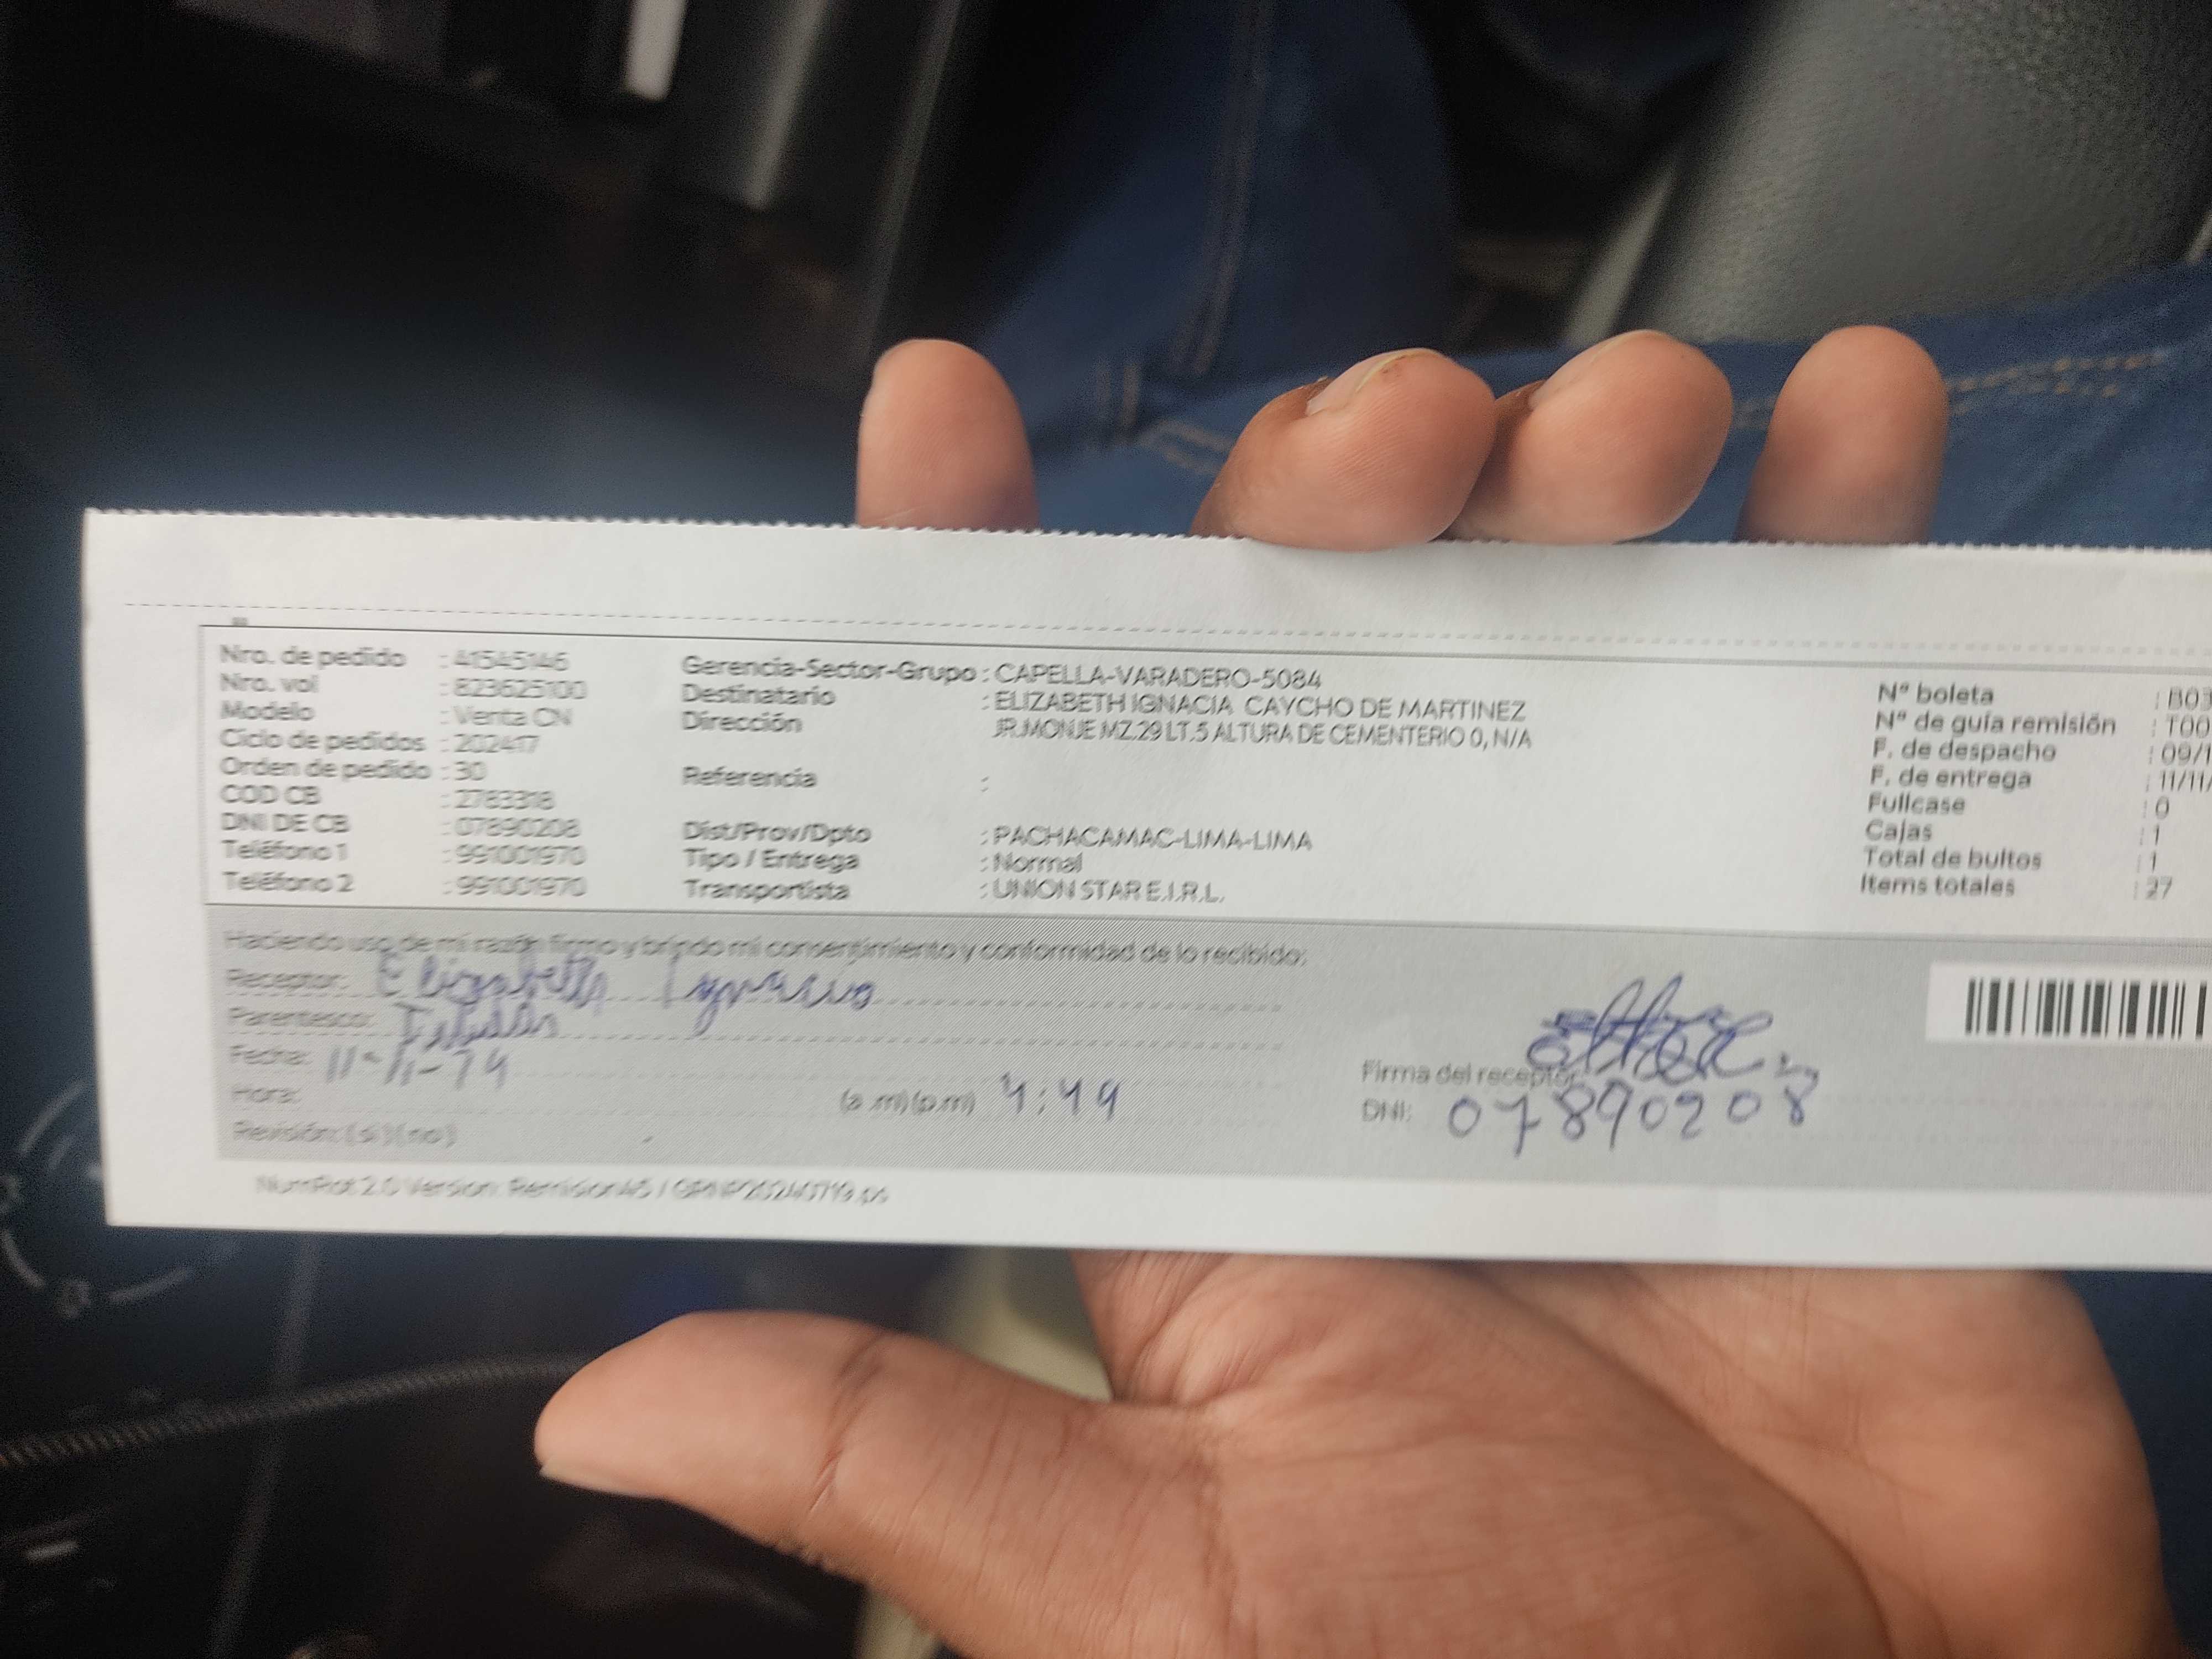 Nro. de pedido : 41545146
Nro. vol : 823625100
Modelo : Venta CN
Ciclo de pedidos : 202417
Orden de pedido : 30
COD CB : 2783318
DNI DE CB : 07890208
Teléfono 1 : 991001970
Teléfono 2 : 991001970
Gerencia-Sector-Grupo : CAPELLA-VARADERO-5084
Destinatario : ELIZABETH IGNACIA CAYCHO DE MARTINEZ
Dirección JR.MONJE MZ.29 LT.5 ALTURA DE CEMENTERIO 0, N/A
Referencia :
Dist/Prov/Dpto : PACHACAMAC-LIMA-LIMA
Tipo / Entrega : Normal
Transportista : UNION STAR E.I.R.L.
N° boleta : B03
N° de guía remisión : T00
F. de despacho : 09/1
F. de entrega : 11/11/
Fullcase : 0
Cajas : 1
Total de bultos : 1
Items totales : 27
Haciendo uso de mi razón firmo y brindo mi consentimiento y conformidad de lo recibido:
Receptor: Elizabeth
Parentesco:
Fecha:
Hora: (a.m)(p.m)
Revisión: (si)(no)
Firma del receptor
DNI: 07890208